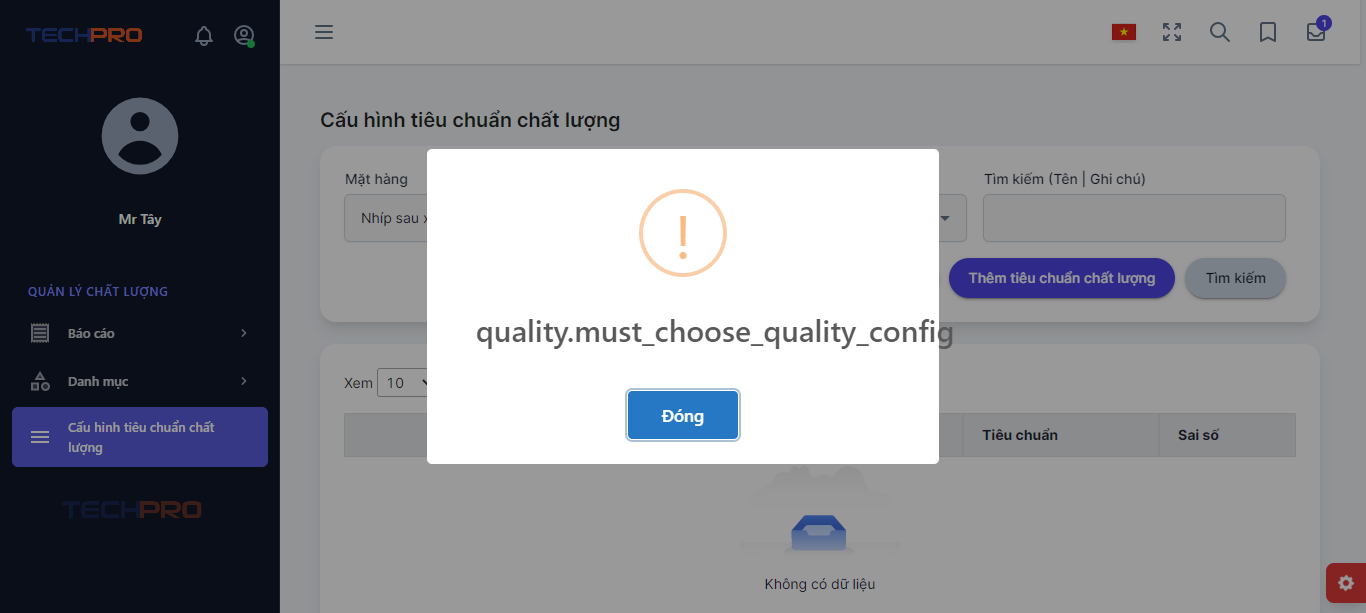 TECHPRO
1
Mr Tây
QUẢN LÝ CHẤT LƯỢNG
Báo cáo
Danh mục
Cấu hình tiêu chuẩn chất
lượng
TECHPRO
Cấu hình tiêu chuẩn chất lượng
Mặt hàng
Tìm kiếm (Tên | Ghi chú)
Nhíp sau
Thêm tiêu chuẩn chất lượng
Tìm kiếm
quality.must_choose_quality_config
Đóng
Xem 10
Tiêu chuẩn
Sai số
Không có dữ liệu